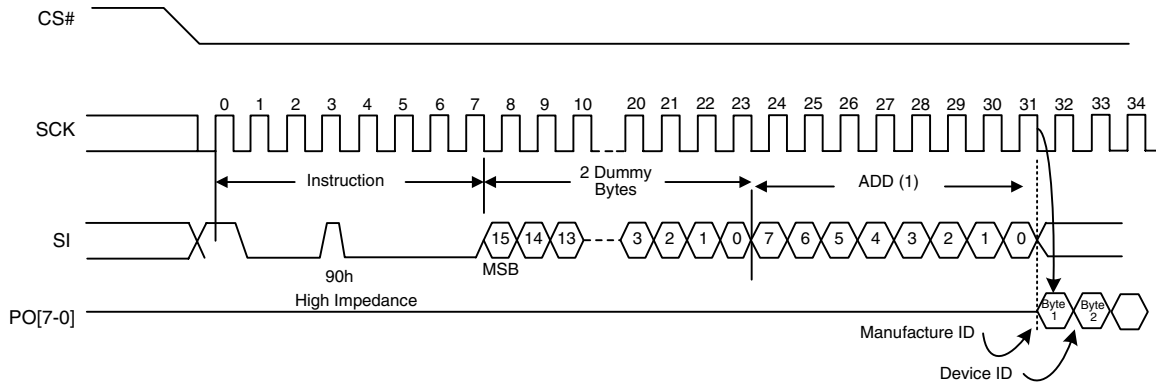 CS#
0 1 2 3 4 5 6 7 8 9 10 20 21 22 23 24 25 26 27 28 29 30 31 32 33 34
SCK
Instruction
2 Dummy
Bytes
ADD (1)
SI
15 14 13 3 2 1 0 7 6 5 4 3 2 1 0
MSB
90h
High Impedance
PO[7-0]
Byte
1
Byte
2
Manufacture ID
Device ID